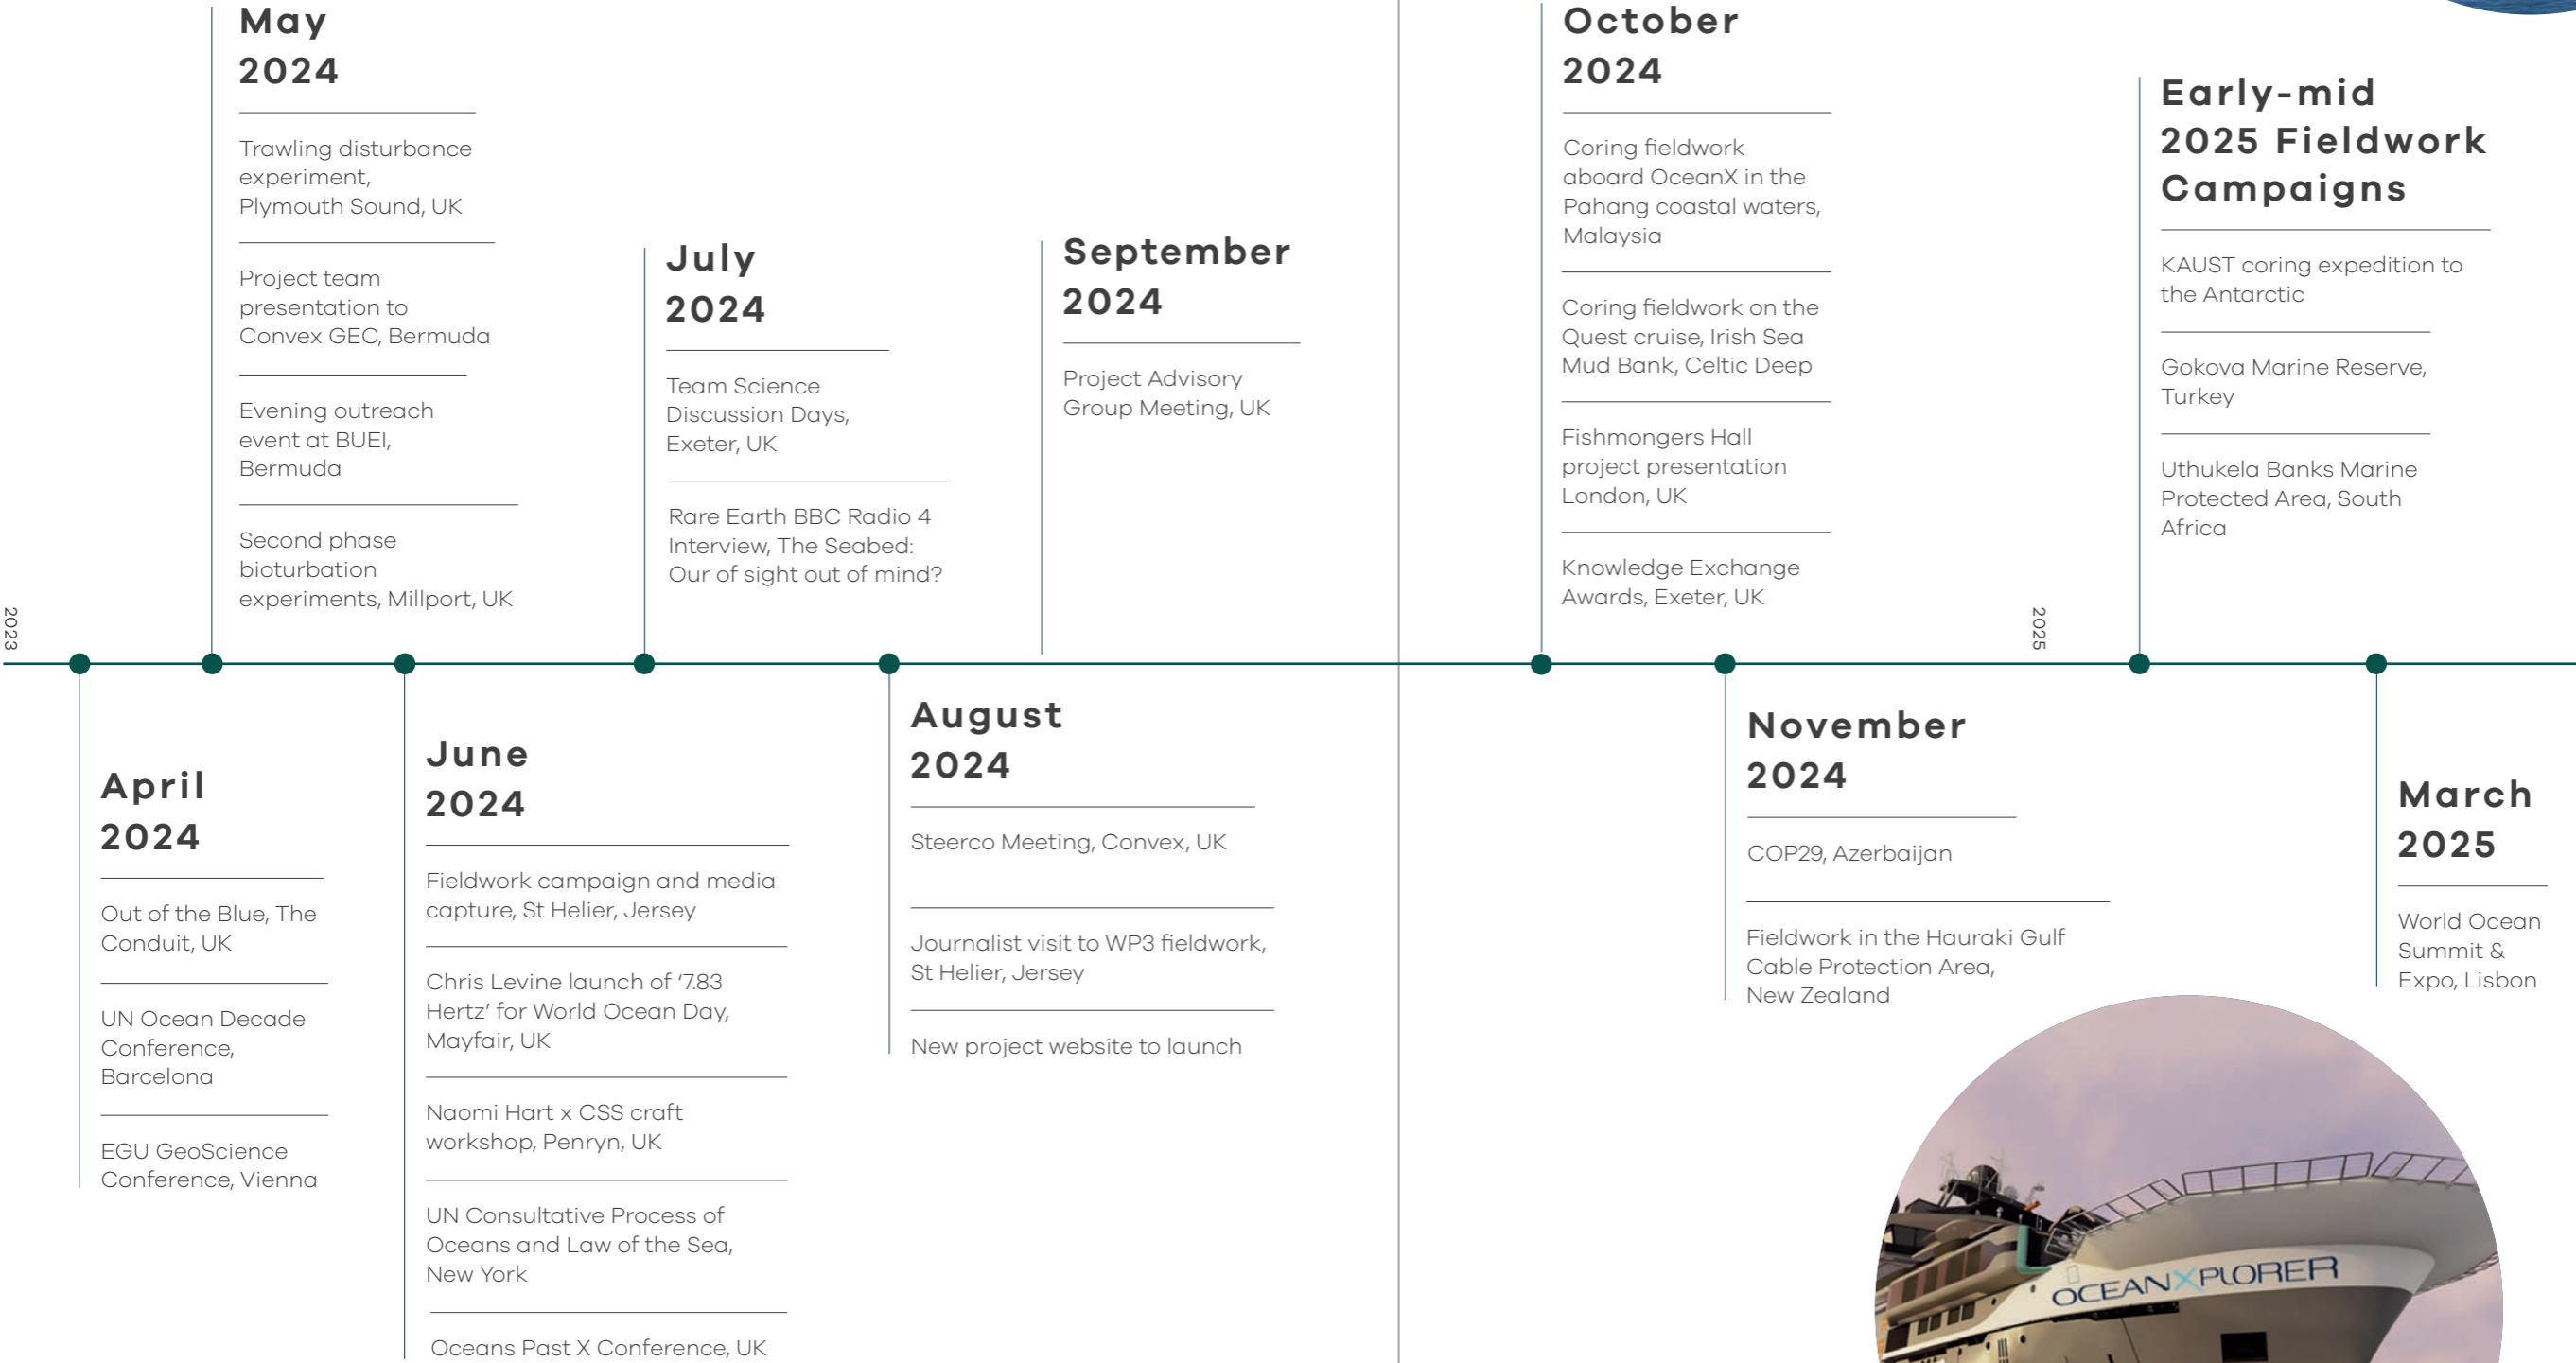 May
2024
Trawling disturbance
experiment,
Plymouth Sound, UK
Project team
presentation to
Convex GEC, Bermuda
Evening outreach
event at BUEI,
Bermuda
Second phase
bioturbation
experiments, Millport, UK
July
2024
Team Science
Discussion Days,
Exeter, UK
Rare Earth BBC Radio 4
Interview, The Seabed:
Our of sight out of mind?
September
2024
Project Advisory
Group Meeting, UK
October
2024
Coring fieldwork
aboard OceanX in the
Pahang coastal waters,
Malaysia
Coring fieldwork on the
Quest cruise, Irish Sea
Mud Bank, Celtic Deep
Fishmongers Hall
project presentation
London, UK
Knowledge Exchange
Awards, Exeter, UK
Early-mid
2025 Fieldwork
Campaigns
KAUST coring expedition to
the Antarctic
Gokova Marine Reserve,
Turkey
Uthukela Banks Marine
Protected Area, South
Africa
2023
2025
April
2024
Out of the Blue, The
Conduit, UK
UN Ocean Decade
Conference,
Barcelona
EGU GeoScience
Conference, Vienna
June
2024
Fieldwork campaign and media
capture, St Helier, Jersey
Chris Levine launch of ‘7.83
Hertz’ for World Ocean Day,
Mayfair, UK
Naomi Hart x CSS craft
workshop, Penryn, UK
UN Consultative Process of
Oceans and Law of the Sea,
New York
Oceans Past X Conference, UK
August
2024
Steerco Meeting, Convex, UK
Journalist visit to WP3 fieldwork,
St Helier, Jersey
New project website to launch
November
2024
COP29, Azerbaijan
Fieldwork in the Hauraki Gulf
Cable Protection Area,
New Zealand
March
2025
World Ocean
Summit &
Expo, Lisbon
OCEANXPLORER